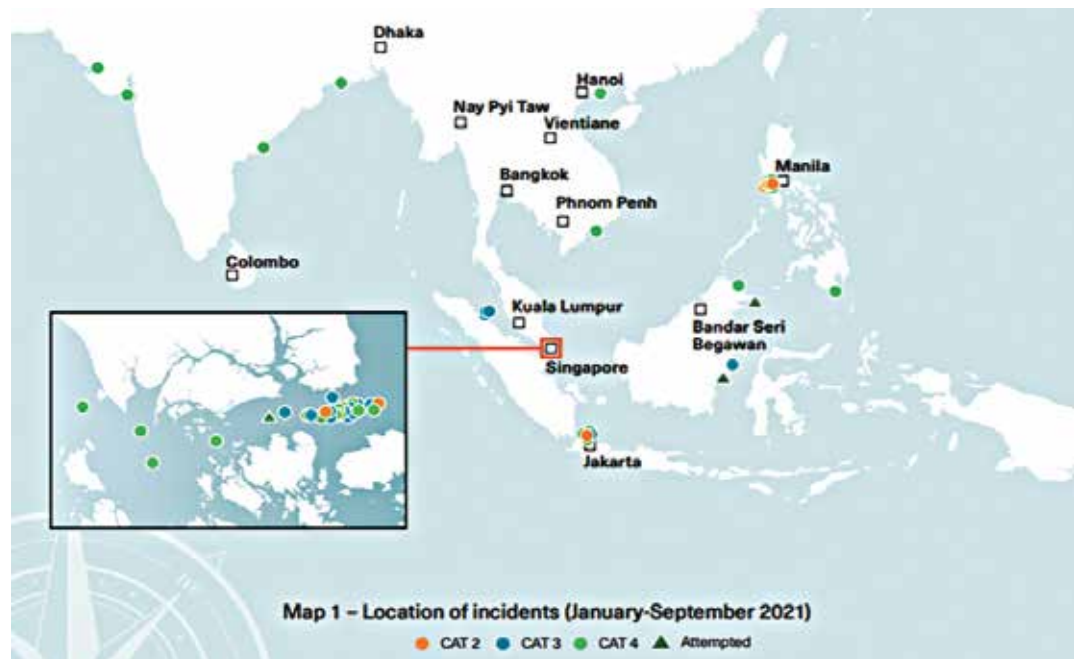 Dhaka
Hanoi
Nay Pyi Taw
Vientiane
Manila
Bangkok
Phnom Penh
Colombo
Kuala Lumpur
Bandar Seri
Begawan
Singapore
Jakarta
Map 1 – Location of incidents (January-September 2021)
CAT 2 CAT 3 CAT 4 Attempted